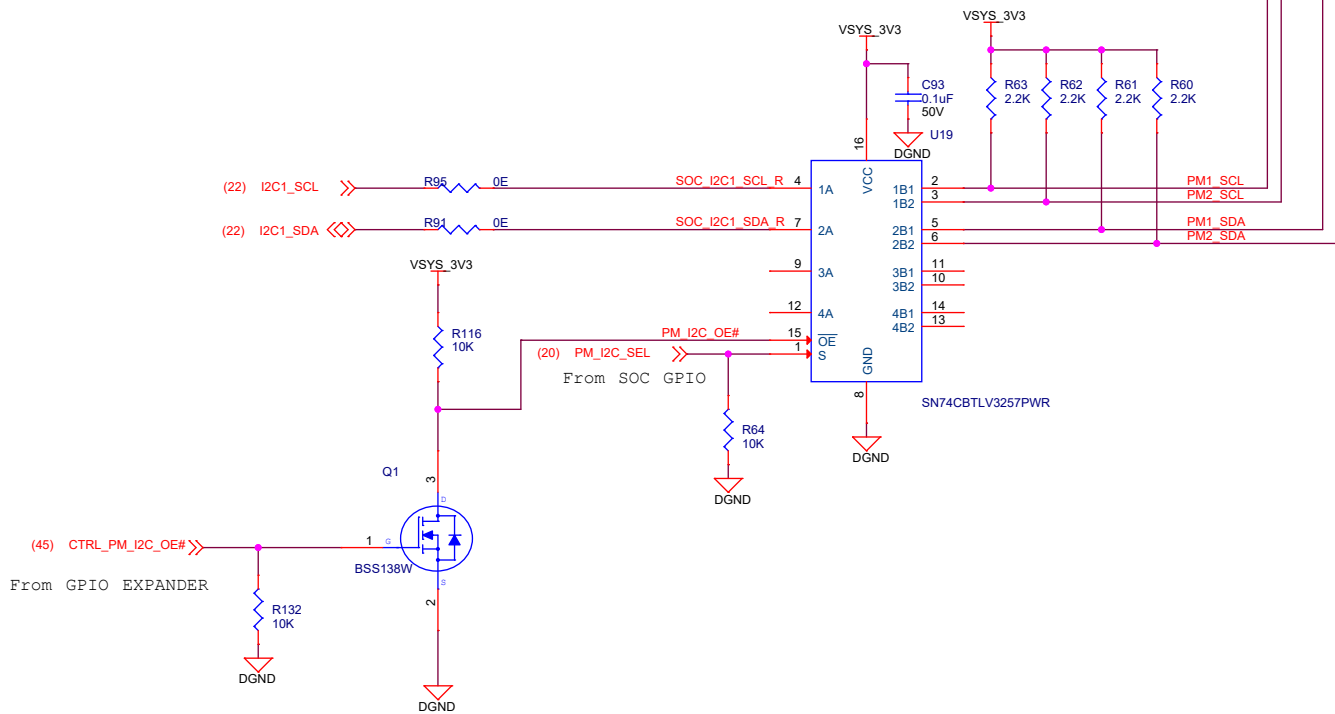 VSYS_3V3
VSYS_3V3
C93
0.1uF
50V
DGND
U19
R63
2.2K
R62
2.2K
R61
2.2K
R60
2.2K
16
VCC
(22) I2C1_SCL
R95
0E
SOC_I2C1_SCL_R
4
1A
1B1
2
PM1_SCL
1B2
3
PM2_SCL
(22) I2C1_SDA
R91
0E
SOC_I2C1_SDA_R
7
2A
2B1
5
PM1_SDA
2B2
6
PM2_SDA
VSYS_3V3
9
3A
3B1
11
3B2
10
12
4A
4B1
14
4B2
13
R116
10K
PM_I2C_OE#
15
OE
(20) PM_I2C_SEL
1
S
From SOC GPIO
GND
8
DGND
SN74CBTLV3257PWR
R64
10K
DGND
Q1
3
D
(45) CTRL_PM_I2C_OE#
1
G
BSS138W
S
2
From GPIO EXPANDER
R132
10K
DGND
DGND